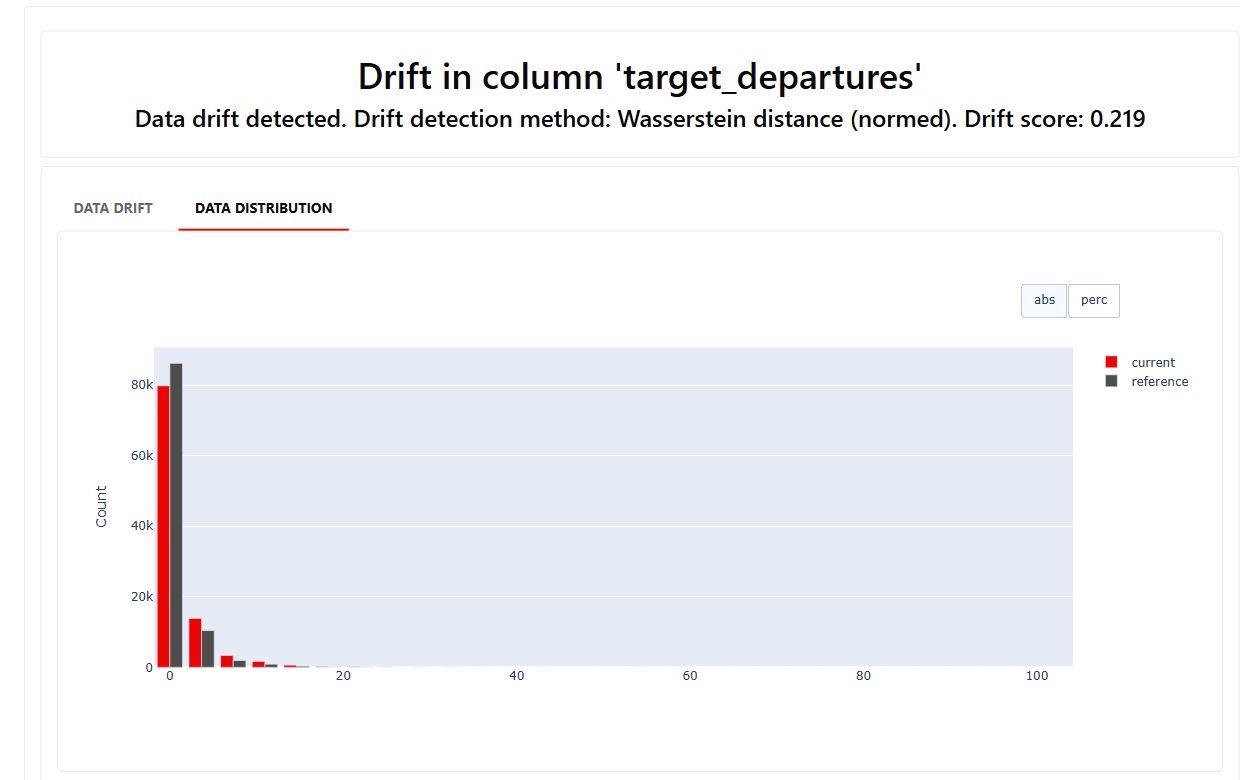 Drift in column 'target_departures'
Data drift detected. Drift detection method: Wasserstein distance (normed). Drift score: 0.219
DATA DRIFT
DATA DISTRIBUTION
abs
perc
current
reference
80k
60k
40k
20k
0
Count
0
20
40
60
80
100